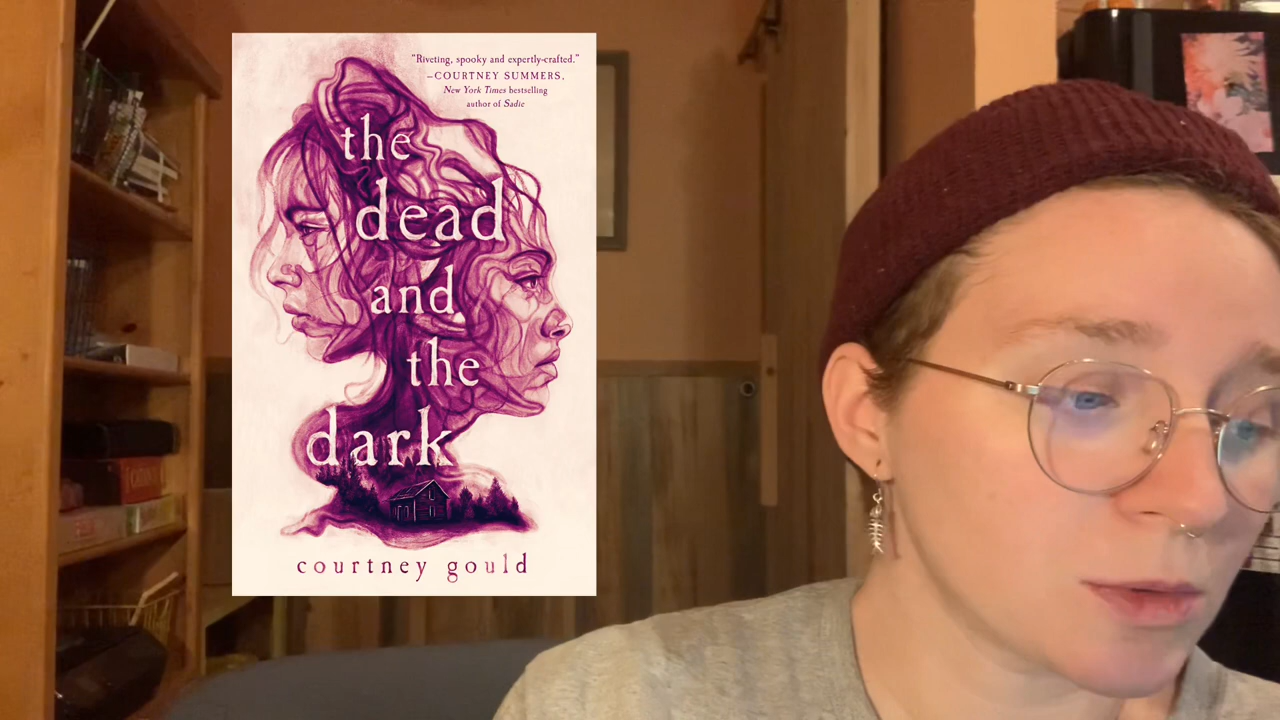 “Riveting, spooky and expertly-crafted.”
—COURTNEY SUMMERS,
New York Times bestselling
author of Sadie
the
dead
and
the
dark
courtney gould